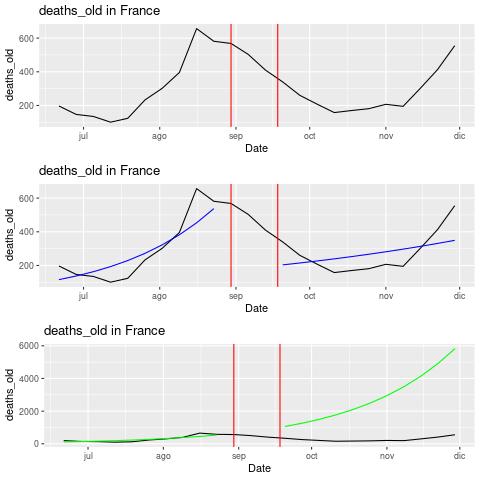 deaths_old in France
deaths_old
600
400
200
jul
ago
sep
oct
nov
dic
Date
deaths_old in France
deaths_old
600
400
200
jul
ago
sep
oct
nov
dic
Date
deaths_old in France
deaths_old
6000
4000
2000
0
jul
ago
sep
oct
nov
dic
Date